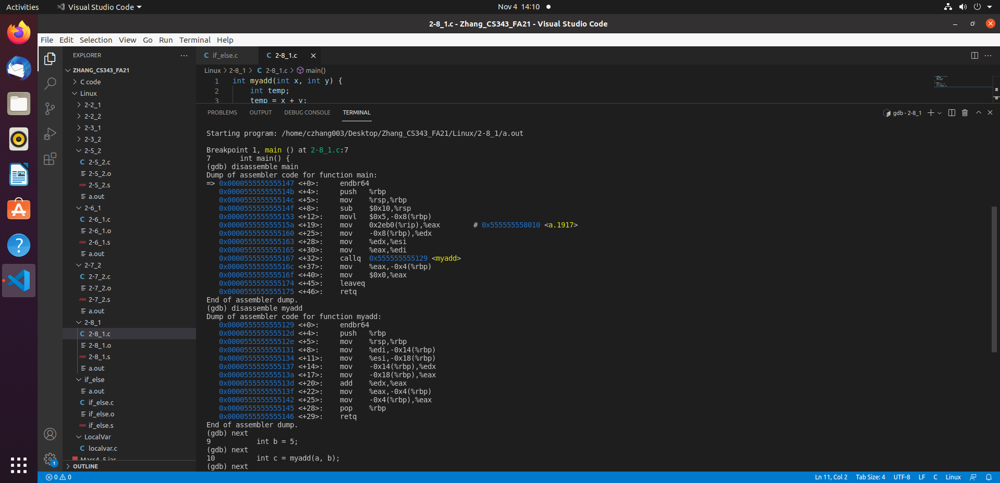 Activities
Visual Studio Code
Nov 4 14:10
2-8_1.c - Zhang_CS343_FA21 - Visual Studio Code
File Edit Selection View Go Run Terminal Help
EXPLORER
ZHANG_CS343_FA21
C code
Linux
2-2_1
2-2_2
2-3_1
2-3_2
2-5_2
C 2-5_2.c
2-5_2.o
ASM 2-5_2.s
a.out
2-6_1
C 2-6_1.c
2-6_1.o
ASM 2-6_1.s
a.out
2-7_2
C 2-7_2.c
2-7_2.o
ASM 2-7_2.s
a.out
2-8_1
C 2-8_1.c
2-8_1.o
ASM 2-8_1.s
a.out
if_else
a.out
C if_else.c
if_else.o
ASM if_else.s
LocalVar
C localvar.c
Mars4_5.jar
OUTLINE
C if_else.c
C 2-8_1.c
Linux > 2-8_1 > C 2-8_1.c > main()
1 int myadd(int x, int y) {
2 int temp;
3 temp = x + y;
PROBLEMS OUTPUT DEBUG CONSOLE TERMINAL
gdb - 2-8_1
Starting program: /home/czhang003/Desktop/Zhang_CS343_FA21/Linux/2-8_1/a.out
Breakpoint 1, main () at 2-8_1.c:7
7 int main() {
(gdb) disassemble main
Dump of assembler code for function main:
=> 0x0000555555555147 <+0>: endbr64
0x000055555555514b <+4>: push %rbp
0x000055555555514c <+5>: mov %rsp,%rbp
0x000055555555514f <+8>: sub $0x10,%rsp
0x0000555555555153 <+12>: movl $0x5,-0x8(%rbp)
0x000055555555515a <+19>: mov 0x2eb0(%rip),%eax # 0x555555558010 <a.1917>
0x0000555555555160 <+25>: mov -0x8(%rbp),%edx
0x0000555555555163 <+28>: mov %edx,%esi
0x0000555555555165 <+30>: mov %eax,%edi
0x0000555555555167 <+32>: callq 0x555555555129 <myadd>
0x000055555555516c <+37>: mov %eax,-0x4(%rbp)
0x000055555555516f <+40>: mov $0x0,%eax
0x0000555555555174 <+45>: leaveq
0x0000555555555175 <+46>: retq
End of assembler dump.
(gdb) disassemble myadd
Dump of assembler code for function myadd:
0x0000555555555129 <+0>: endbr64
0x000055555555512d <+4>: push %rbp
0x000055555555512e <+5>: mov %rsp,%rbp
0x0000555555555131 <+8>: mov %edi,-0x14(%rbp)
0x0000555555555134 <+11>: mov %esi,-0x18(%rbp)
0x0000555555555137 <+14>: mov -0x14(%rbp),%edx
0x000055555555513a <+17>: mov -0x18(%rbp),%eax
0x000055555555513d <+20>: add %edx,%eax
0x000055555555513f <+22>: mov %eax,-0x4(%rbp)
0x0000555555555142 <+25>: mov -0x4(%rbp),%eax
0x0000555555555145 <+28>: pop %rbp
0x0000555555555146 <+29>: retq
End of assembler dump.
(gdb) next
9 int b = 5;
(gdb) next
10 int c = myadd(a, b);
(gdb) next
1
0 0
Ln 11, Col 2 Tab Size: 4 UTF-8 LF C Linux